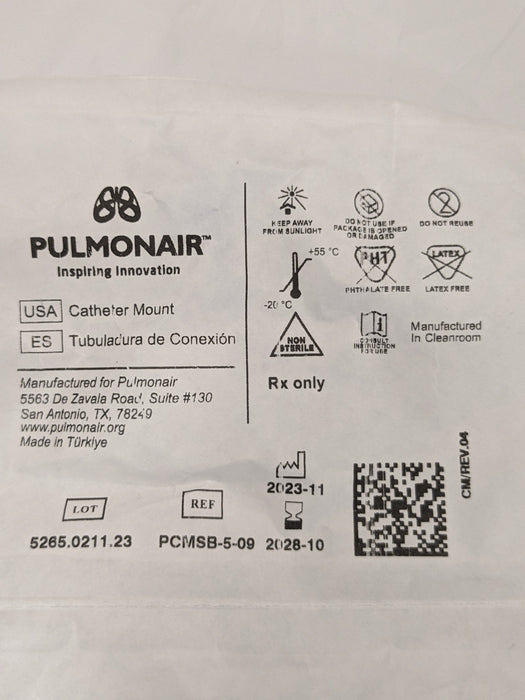 PULMONAIR™
Inspiring Innovation
USA Catheter Mount
ES Tubuladura de Conexión
Manufactured for Pulmonair
5563 De Zavala Road, Suite #130
San Antonio, TX, 78249
www.pulmonair.org
Made in Türkiye
LOT
5265.0211.23
REF
PCMSB-5-09
KEEP AWAY
FROM SUNLIGHT
DO NOT USE IF
PACKAGE IS OPENED
OR DAMAGED
2
DO NOT REUSE
+55 °C
-20 °C
PHT
PHTHALATE FREE
LATEX
LATEX FREE
NON
STERILE
i
CONSULT
INSTRUCTION
FOR USE
Manufactured
In Cleanroom
Rx only
2023-11
2028-10
CM/REV.04